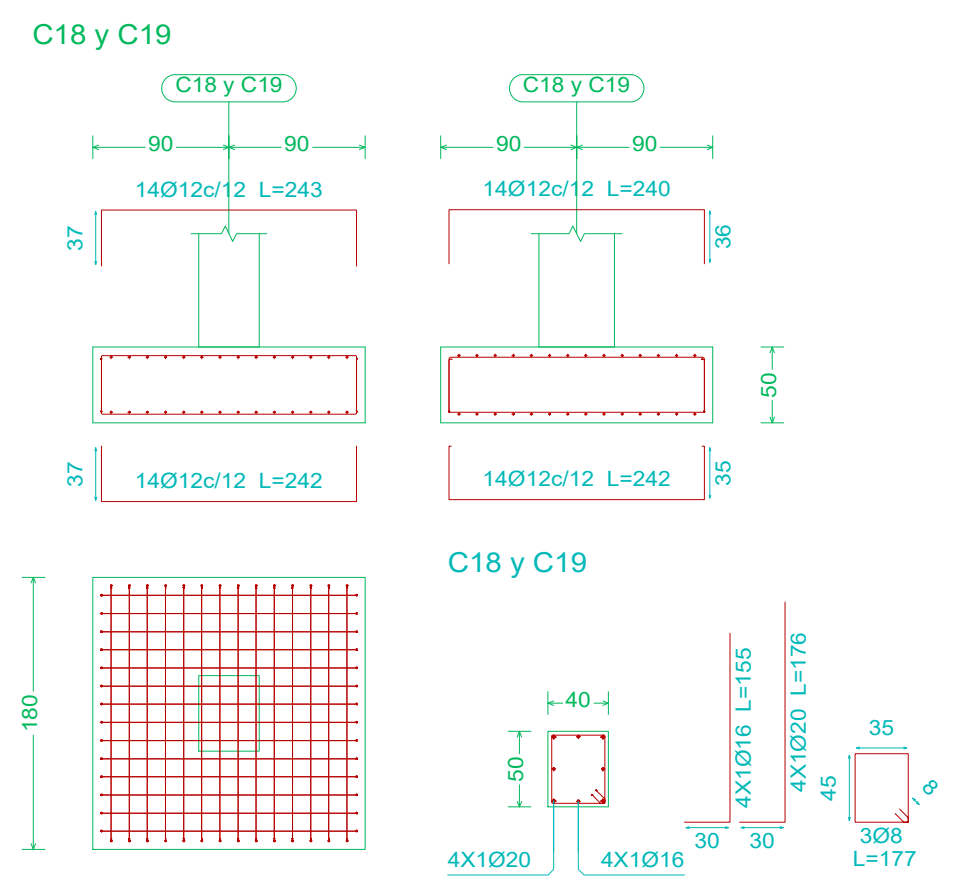 C18 y C19
C18 y C19
C18 y C19
90
90
90
90
14Ø12c/12 L=243
14Ø12c/12 L=240
37
36
50
37
14Ø12c/12 L=242
14Ø12c/12 L=242
35
C18 y C19
180
40
50
4X1Ø20
4X1Ø16
4X1Ø16 L=155
30
4X1Ø20 L=176
30
35
45
8
3Ø8
L=177